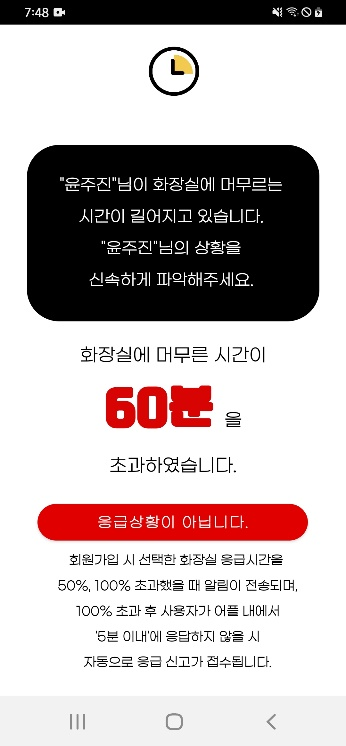 7:48
"윤주진"님이 화장실에 머무르는
시간이 길어지고 있습니다.
"윤주진"님의 상황을
신속하게 파악해주세요.
화장실에 머무른 시간이
60분 을
초과하였습니다.
응급상황이 아닙니다.
회원가입 시 선택한 화장실 응급시간을
50%, 100% 초과했을 때 알림이 전송되며,
100% 초과 후 사용자가 어플 내에서
'5분 이내'에 응답하지 않을 시
자동으로 응급 신고가 접수됩니다.